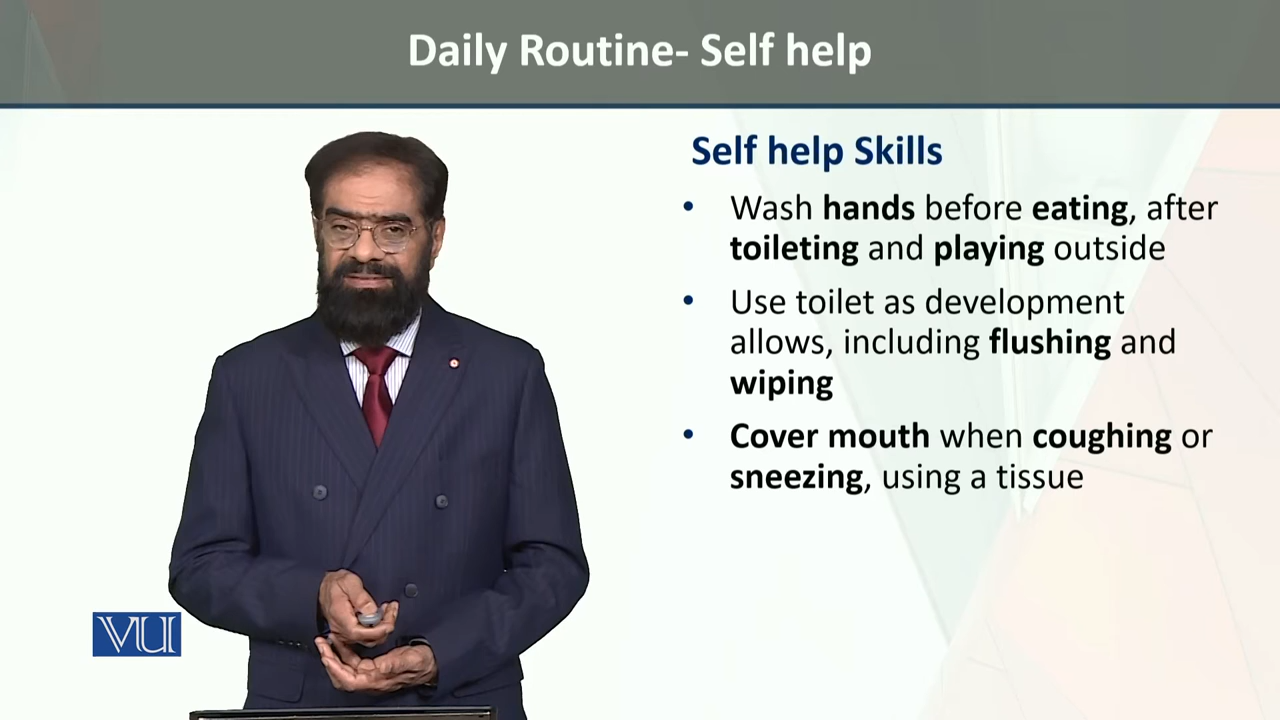 Daily Routine- Self help
Self help Skills
• Wash hands before eating, after
toileting and playing outside
• Use toilet as development
allows, including flushing and
wiping
• Cover mouth when coughing or
sneezing, using a tissue
VU